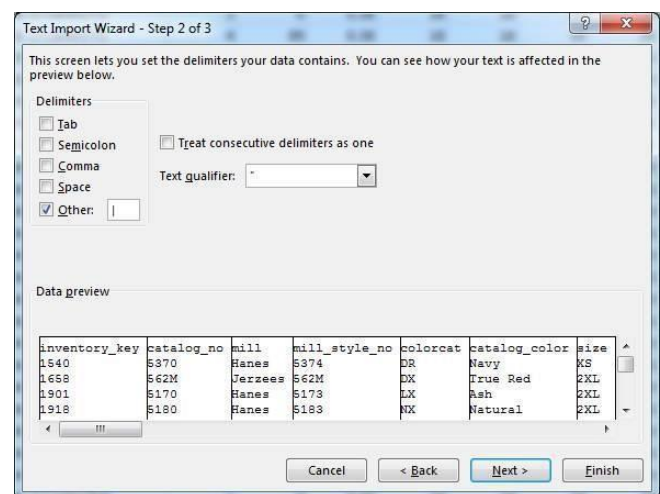 Text Import Wizard - Step 2 of 3
This screen lets you set the delimiters your data contains. You can see how your text is affected in the
preview below.
Delimiters
Tab
Semicolon
Comma
Space
Other: |
Treat consecutive delimiters as one
Text qualifier: "
Data preview
inventory_key catalog_no mill mill_style_no colorcat catalog_color size
1540 5370 Hanes 5374 DR Navy XS
1658 562M Jerzees 562M DX True Red 2XL
1901 5170 Hanes 5173 LX Ash 2XL
1918 5180 Hanes 5183 NX Natural 2XL
Cancel < Back Next > Finish